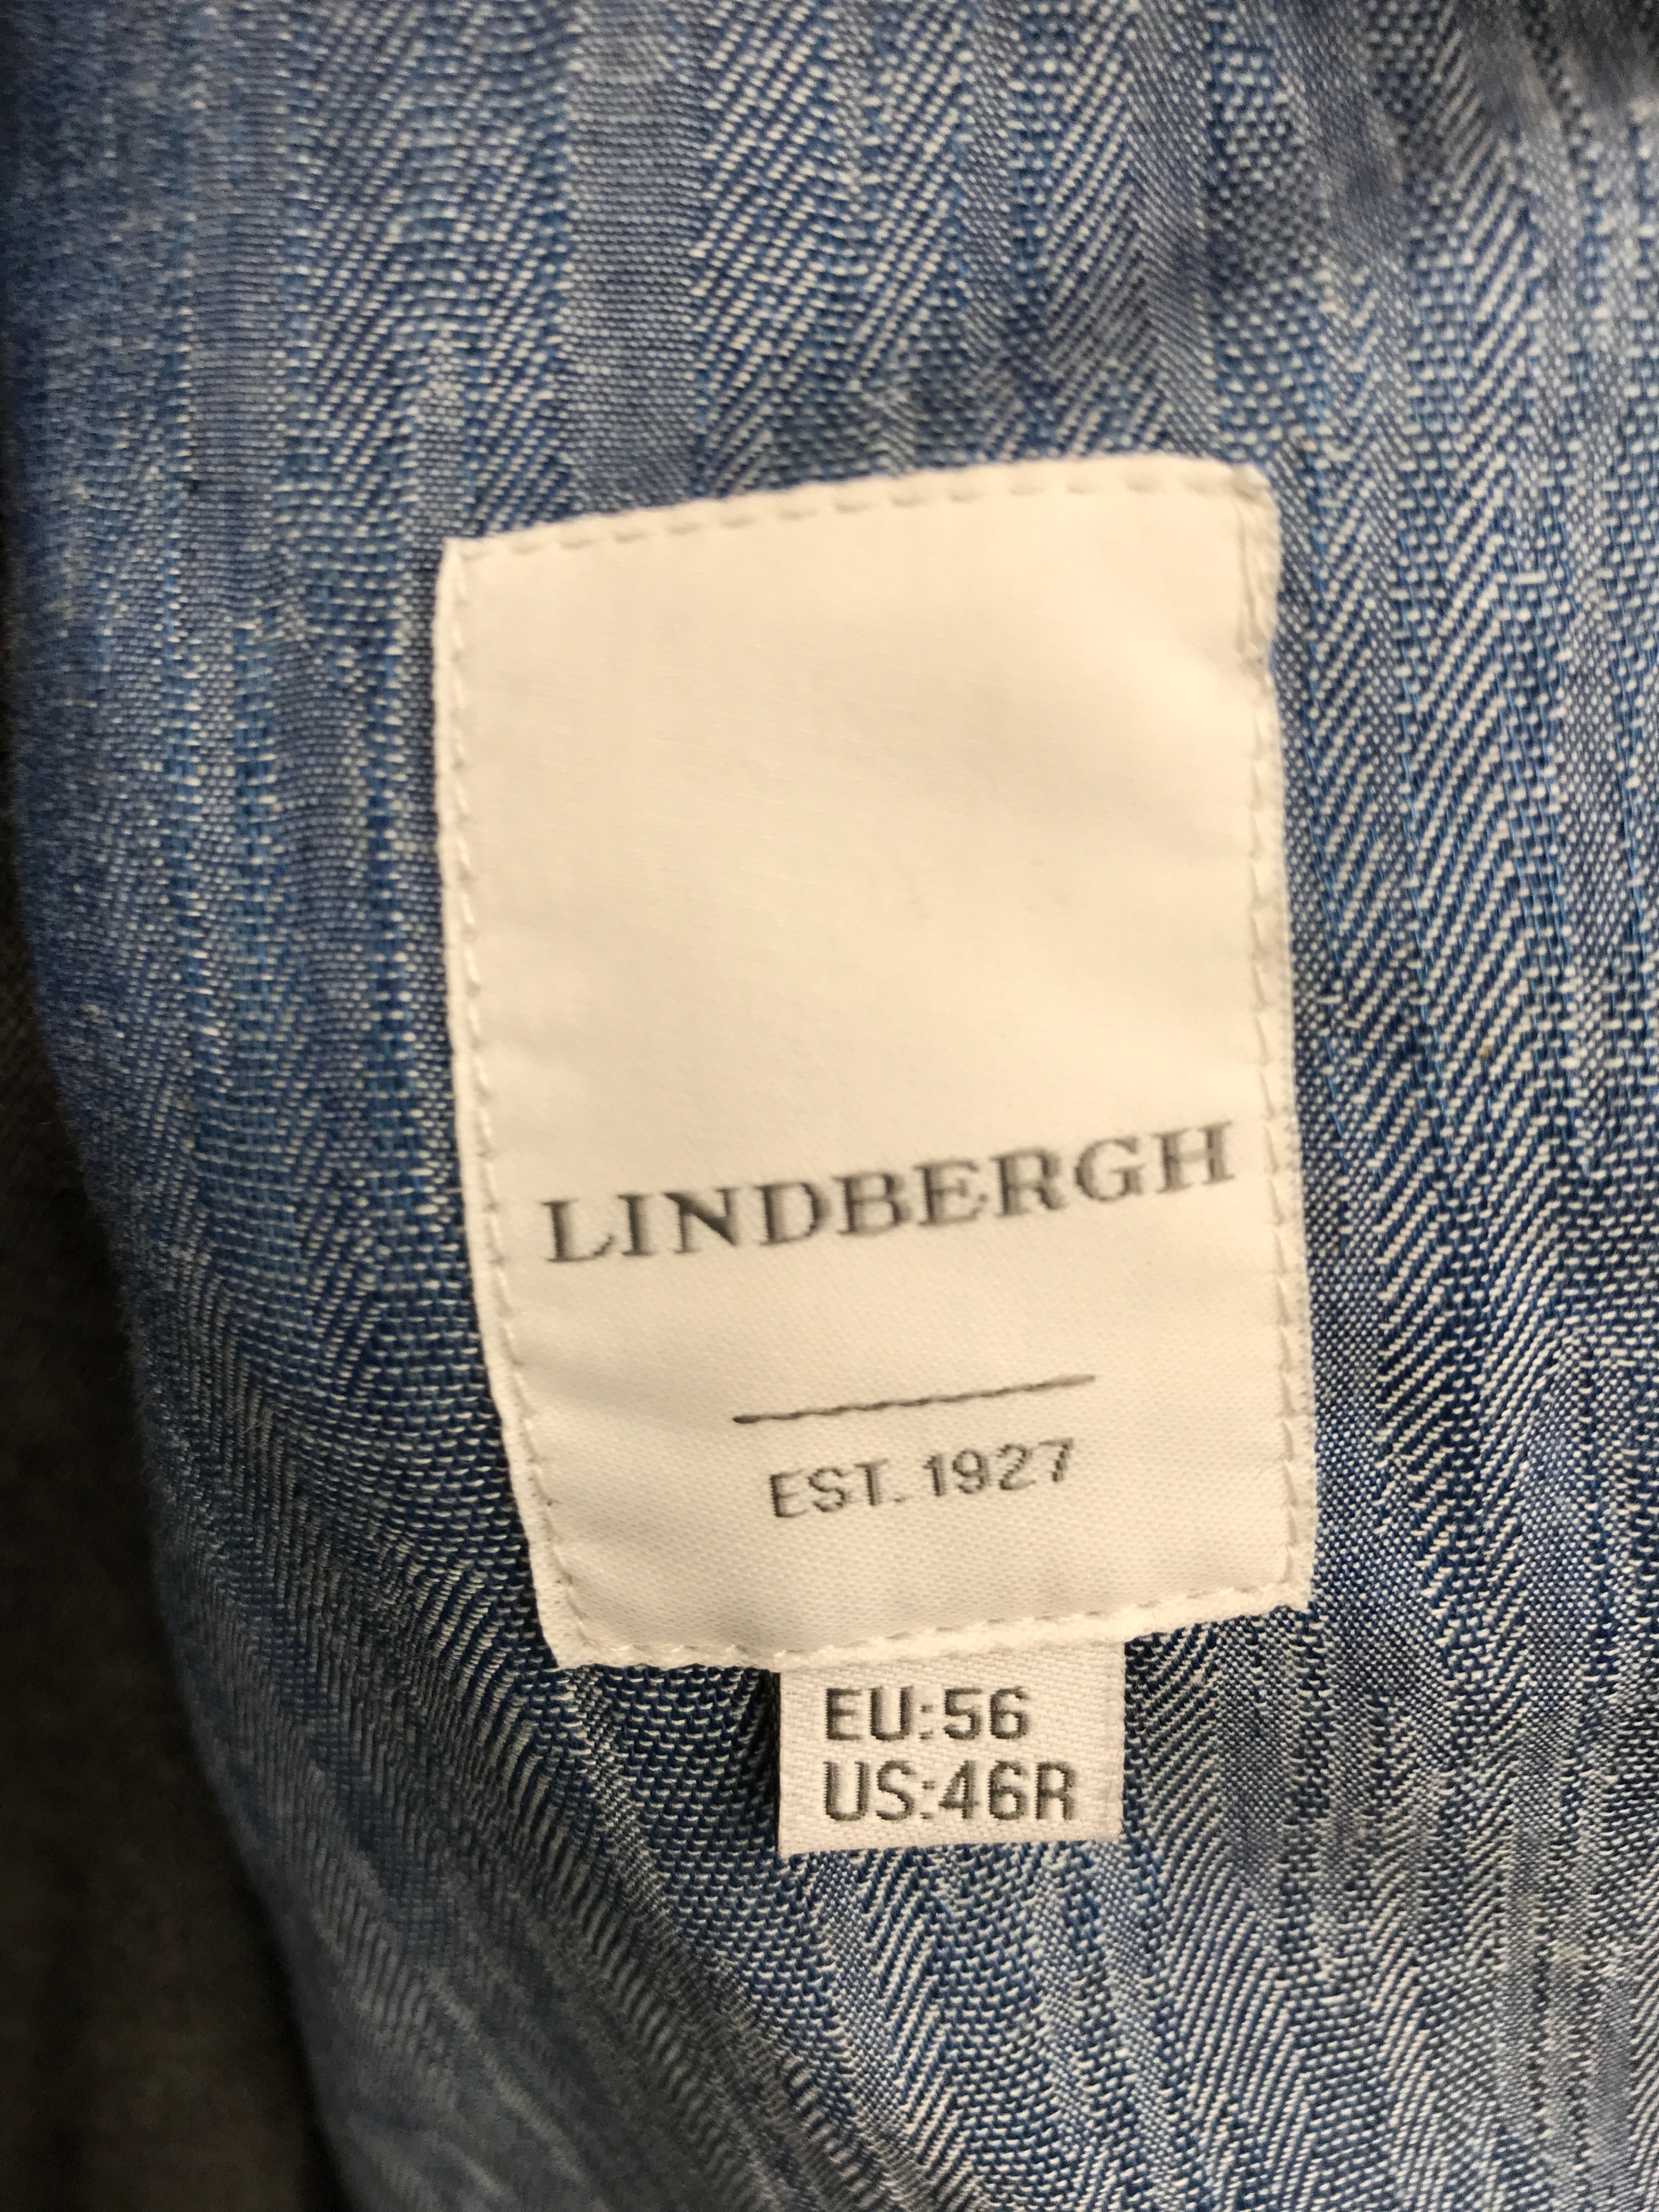 LINDBERGH
EST. 1927
EU:56
US:46R